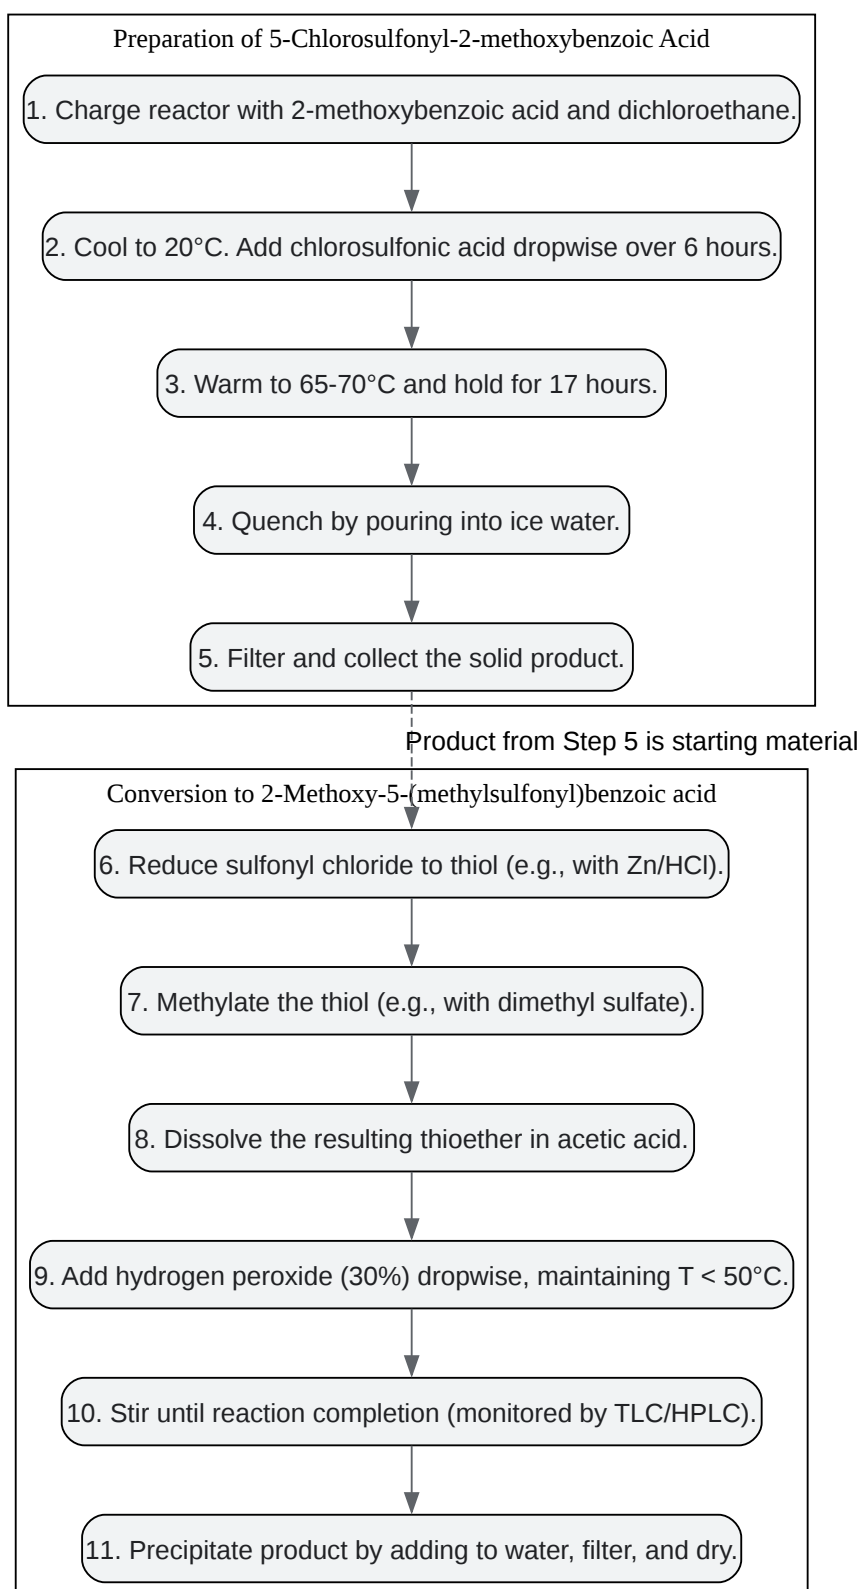 Preparation of 5-Chlorosulfonyl-2-methoxybenzoic Acid
1. Charge reactor with 2-methoxybenzoic acid and dichloroethane.
2. Cool to 20°C. Add chlorosulfonic acid dropwise over 6 hours.
3. Warm to 65-70°C and hold for 17 hours.
4. Quench by pouring into ice water.
5. Filter and collect the solid product.
Product from Step 5 is starting material
Conversion to 2-Methoxy-5-(methylsulfonyl)benzoic acid
6. Reduce sulfonyl chloride to thiol (e.g., with Zn/HCl).
7. Methylate the thiol (e.g., with dimethyl sulfate).
8. Dissolve the resulting thioether in acetic acid.
9. Add hydrogen peroxide (30%) dropwise, maintaining T < 50°C.
10. Stir until reaction completion (monitored by TLC/HPLC).
11. Precipitate product by adding to water, filter, and dry.